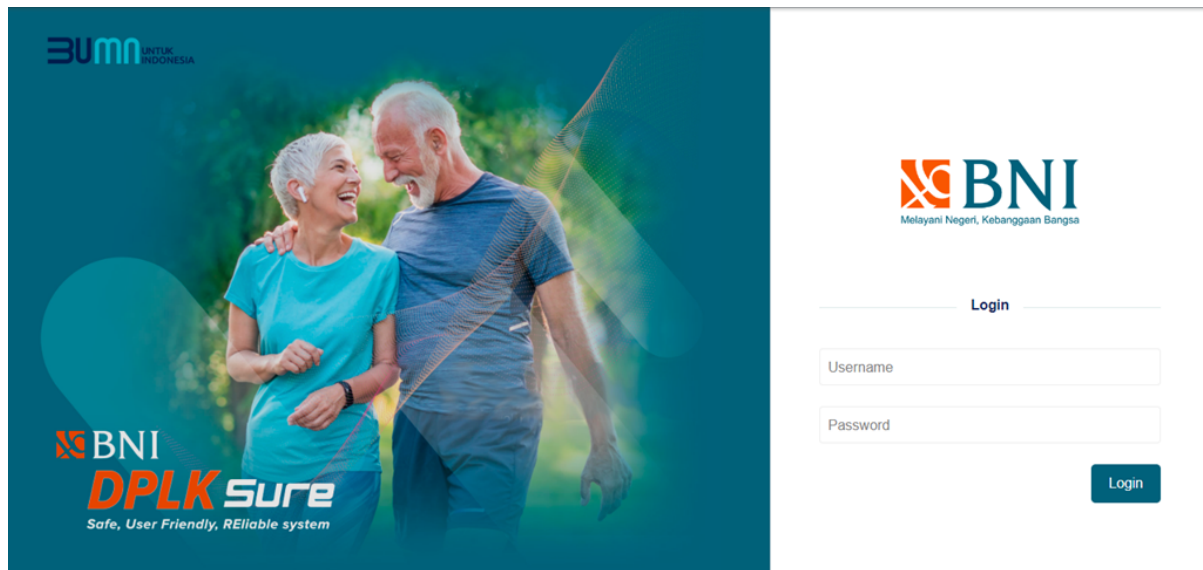 BUMN UNTUK
INDONESIA
BNI
DPLK Sure
Safe, User Friendly, REliable system
BNI
Melayani Negeri, Kebanggaan Bangsa
Login
Username
Password
Login